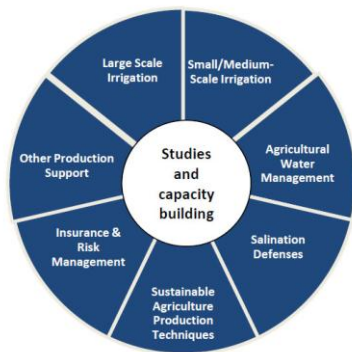 Large Scale
Irrigation
Small/Medium-
Scale Irrigation
Agricultural
Water
Management
Salination
Defenses
Sustainable
Agriculture
Production
Techniques
Insurance &
Risk
Management
Other Production
Support
Studies
and
capacity
building